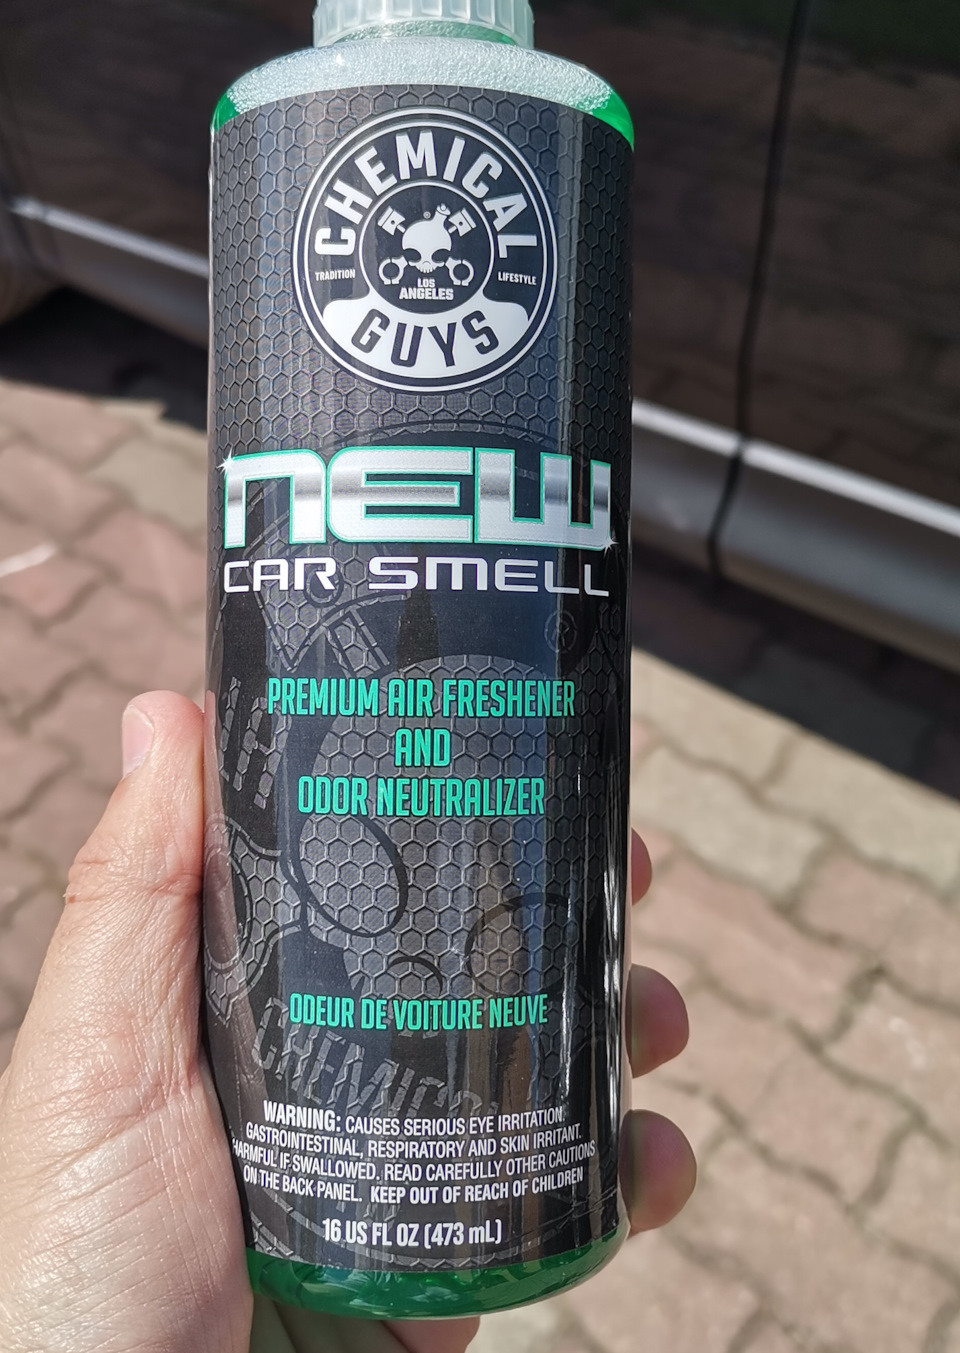 CHEMICAL
®
TRADITION
LIFESTYLE
LOS
ANGELES
GUYS
NEW
CAR SMELL
®
PREMIUM AIR FRESHENER
AND
ODOR NEUTRALIZER
ODEUR DE VOITURE NEUVE
CHEMICAL
WARNING: CAUSES SERIOUS EYE IRRITATION.
GASTROINTESTINAL, RESPIRATORY AND SKIN IRRITANT.
HARMFUL IF SWALLOWED. READ CAREFULLY OTHER CAUTIONS
ON THE BACK PANEL. KEEP OUT OF REACH OF CHILDREN
16 US FL OZ (473 mL)